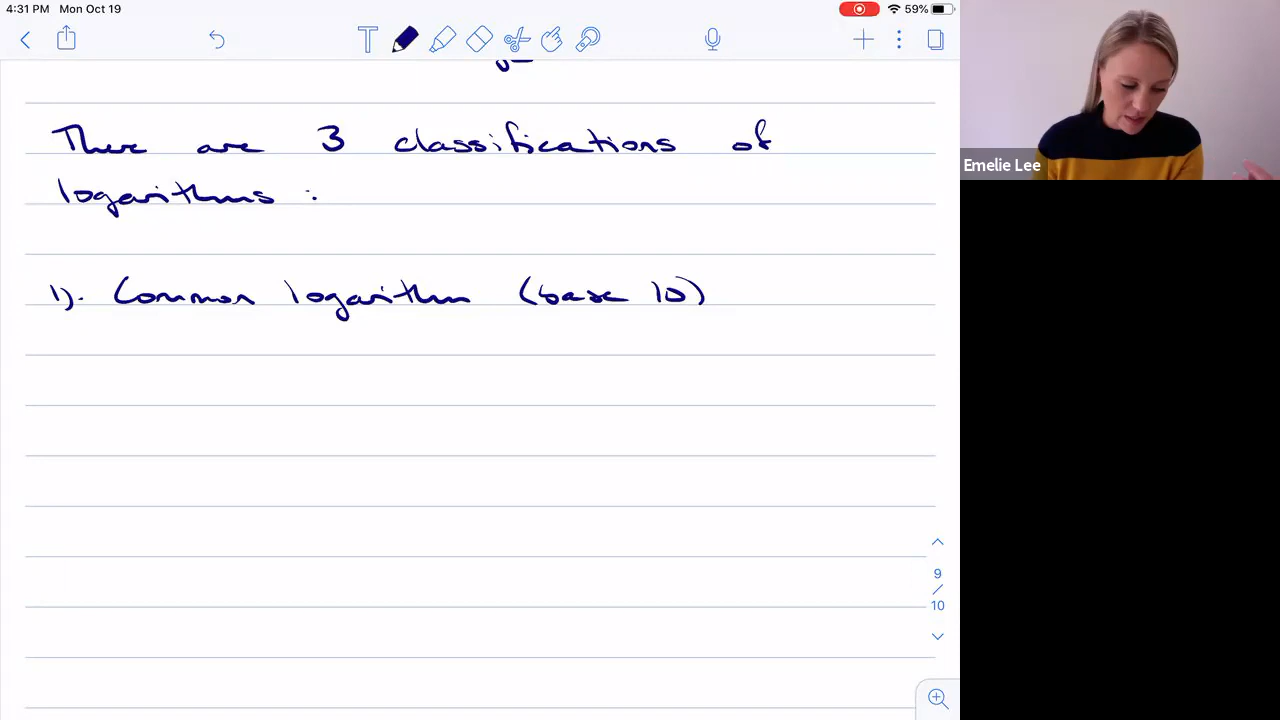 4:31 PM Mon Oct 19
59%
T
There are 3 classifications of
logarithms :
1). Common logarithm (base 10)
Emelie Lee
9
/
10